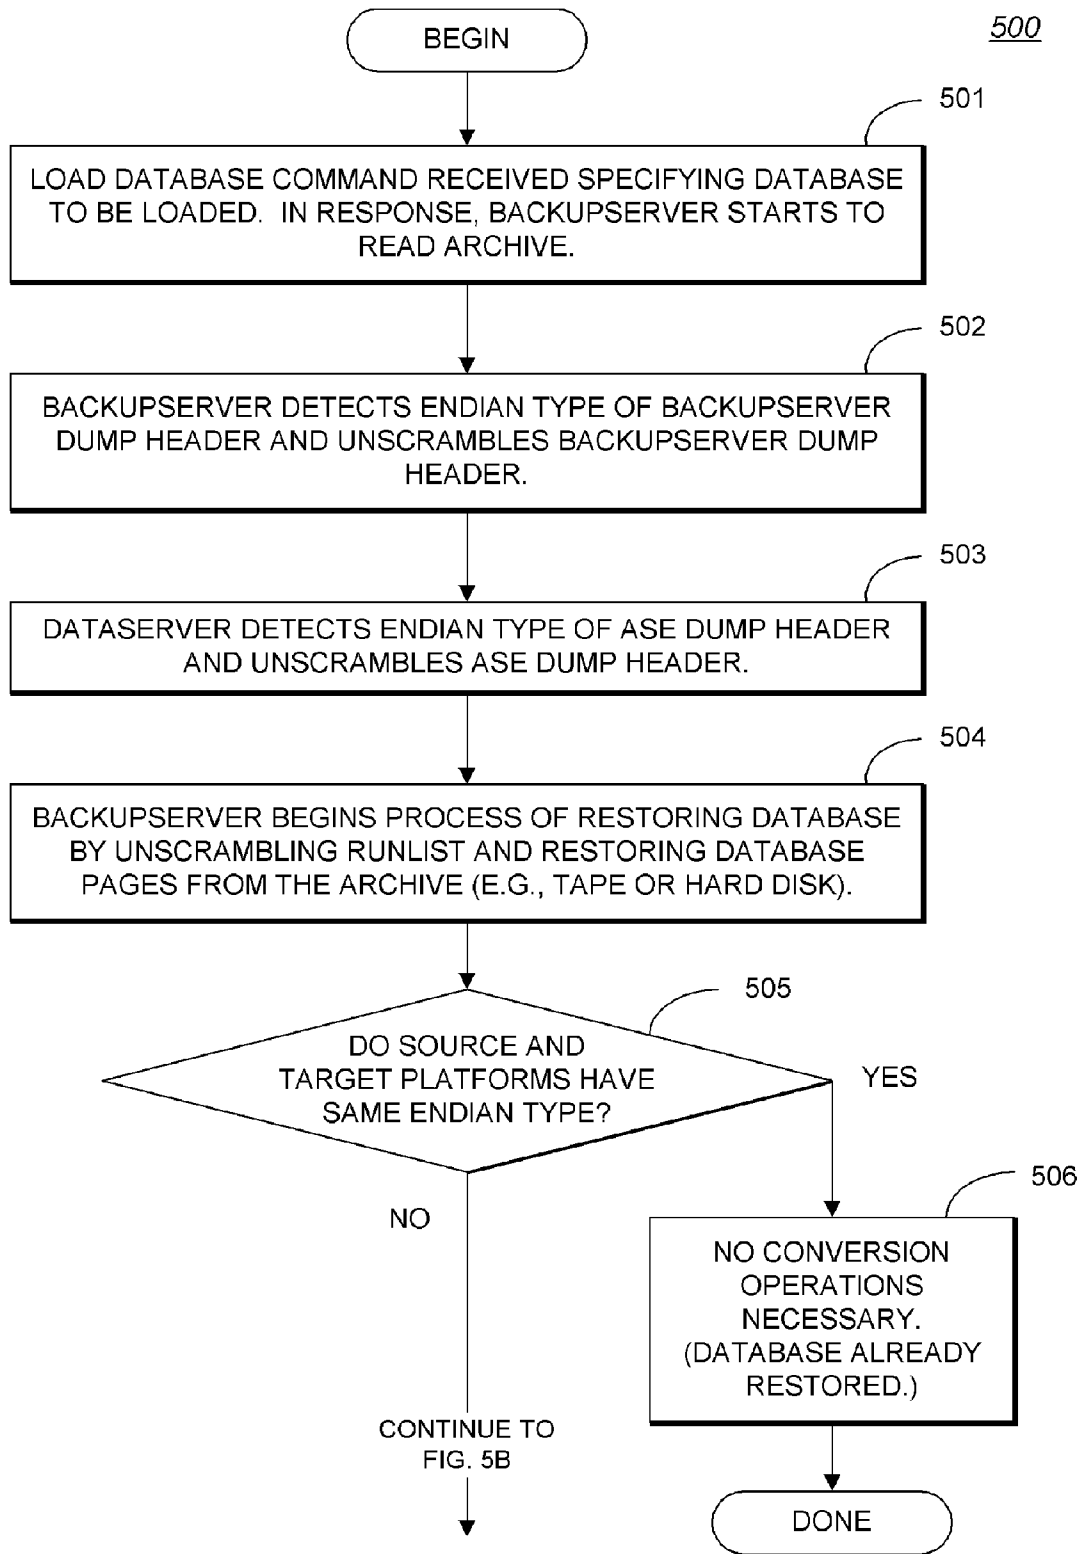 500
BEGIN
501
LOAD DATABASE COMMAND RECEIVED SPECIFYING DATABASE
TO BE LOADED. IN RESPONSE, BACKUPSERVER STARTS TO
READ ARCHIVE.
502
BACKUPSERVER DETECTS ENDIAN TYPE OF BACKUPSERVER
DUMP HEADER AND UNSCRAMBLES BACKUPSERVER DUMP
HEADER.
503
DATASERVER DETECTS ENDIAN TYPE OF ASE DUMP HEADER
AND UNSCRAMBLES ASE DUMP HEADER.
504
BACKUPSERVER BEGINS PROCESS OF RESTORING DATABASE
BY UNSCRAMBLING RUNLIST AND RESTORING DATABASE
PAGES FROM THE ARCHIVE (E.G., TAPE OR HARD DISK).
505
DO SOURCE AND
TARGET PLATFORMS HAVE
SAME ENDIAN TYPE?
YES
NO
506
NO CONVERSION
OPERATIONS
NECESSARY.
(DATABASE ALREADY
RESTORED.)
CONTINUE TO
FIG. 5B
DONE